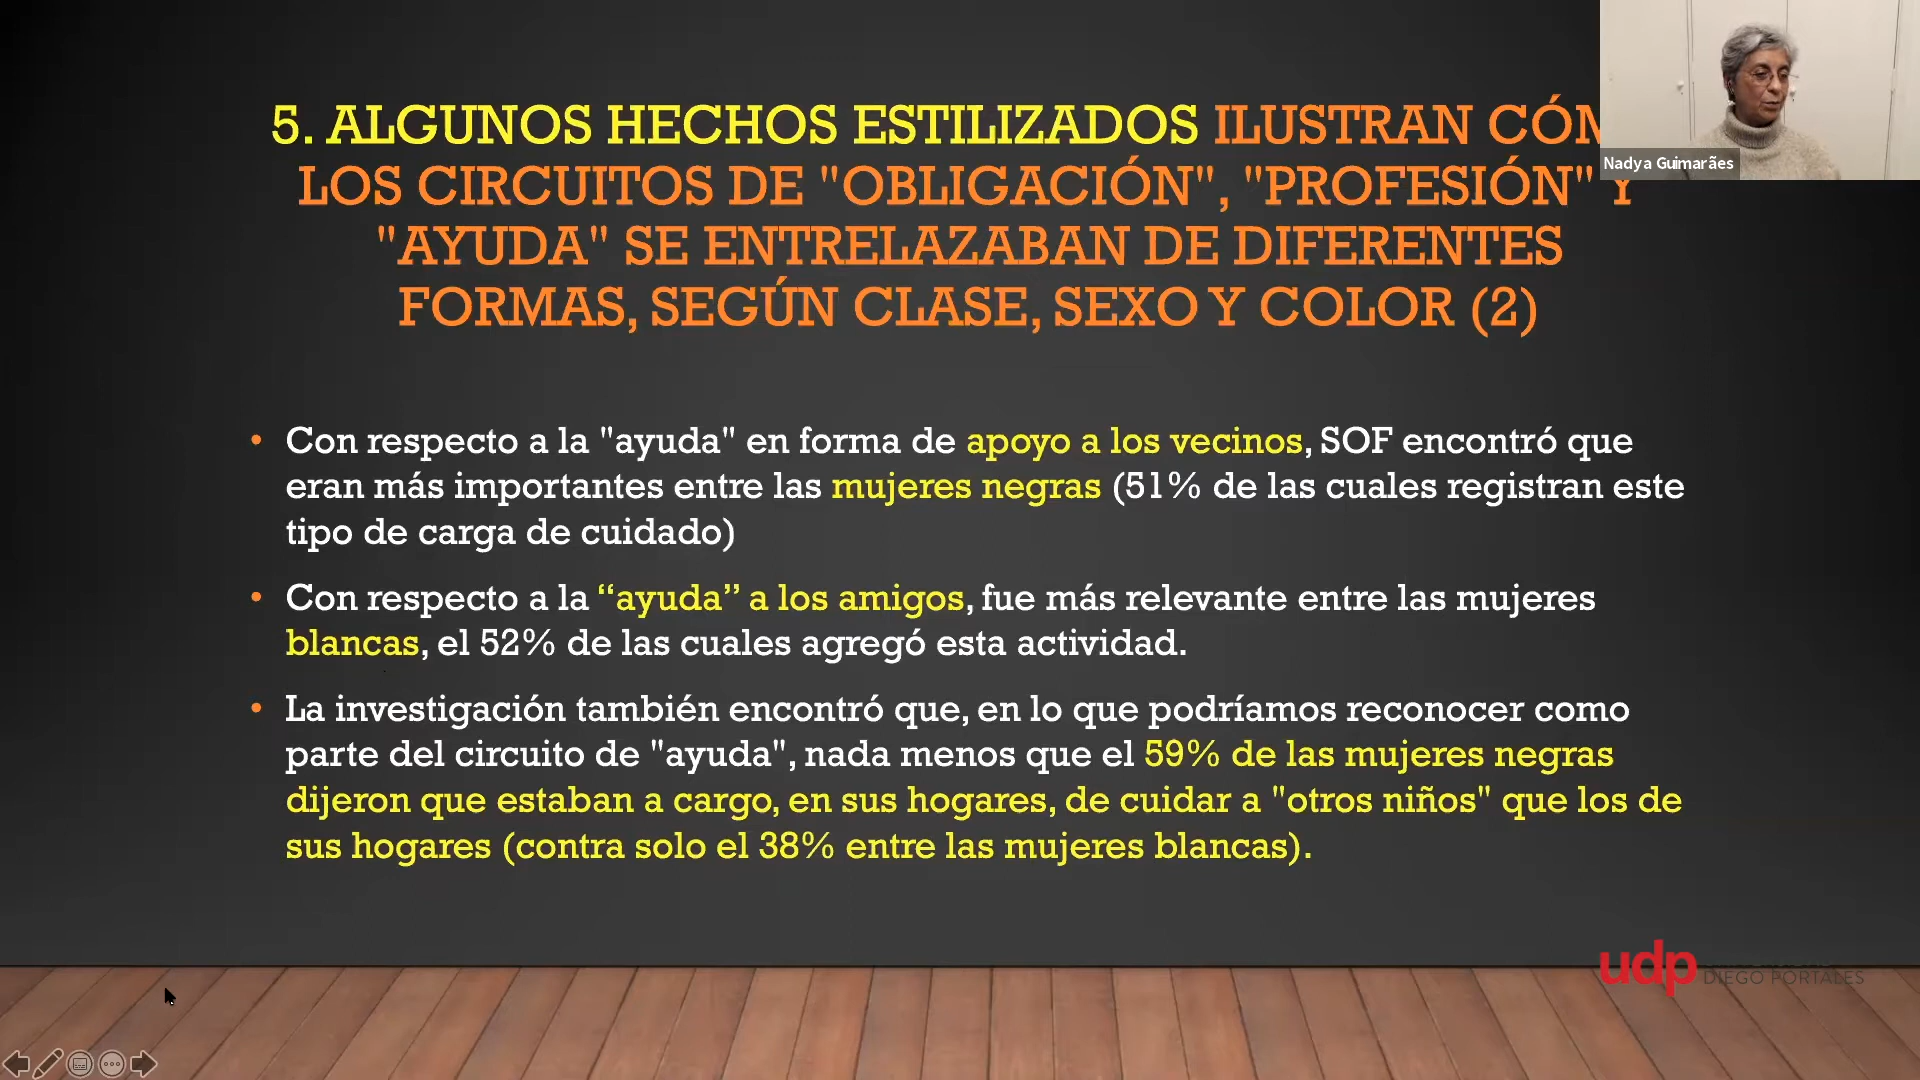 5. ALGUNOS HECHOS ESTILIZADOS ILUSTRAN CÓM
LOS CIRCUITOS DE "OBLIGACIÓN", "PROFESIÓN" Y
"AYUDA" SE ENTRELAZABAN DE DIFERENTES
FORMAS, SEGÚN CLASE, SEXO Y COLOR (2)
Nadya Guimarães
• Con respecto a la "ayuda" en forma de apoyo a los vecinos, SOF encontró que
eran más importantes entre las mujeres negras (51% de las cuales registran este
tipo de carga de cuidado)
• Con respecto a la “ayuda” a los amigos, fue más relevante entre las mujeres
blancas, el 52% de las cuales agregó esta actividad.
• La investigación también encontró que, en lo que podríamos reconocer como
parte del circuito de "ayuda", nada menos que el 59% de las mujeres negras
dijeron que estaban a cargo, en sus hogares, de cuidar a "otros niños" que los de
sus hogares (contra solo el 38% entre las mujeres blancas).
udp
DIEGO PORTALES